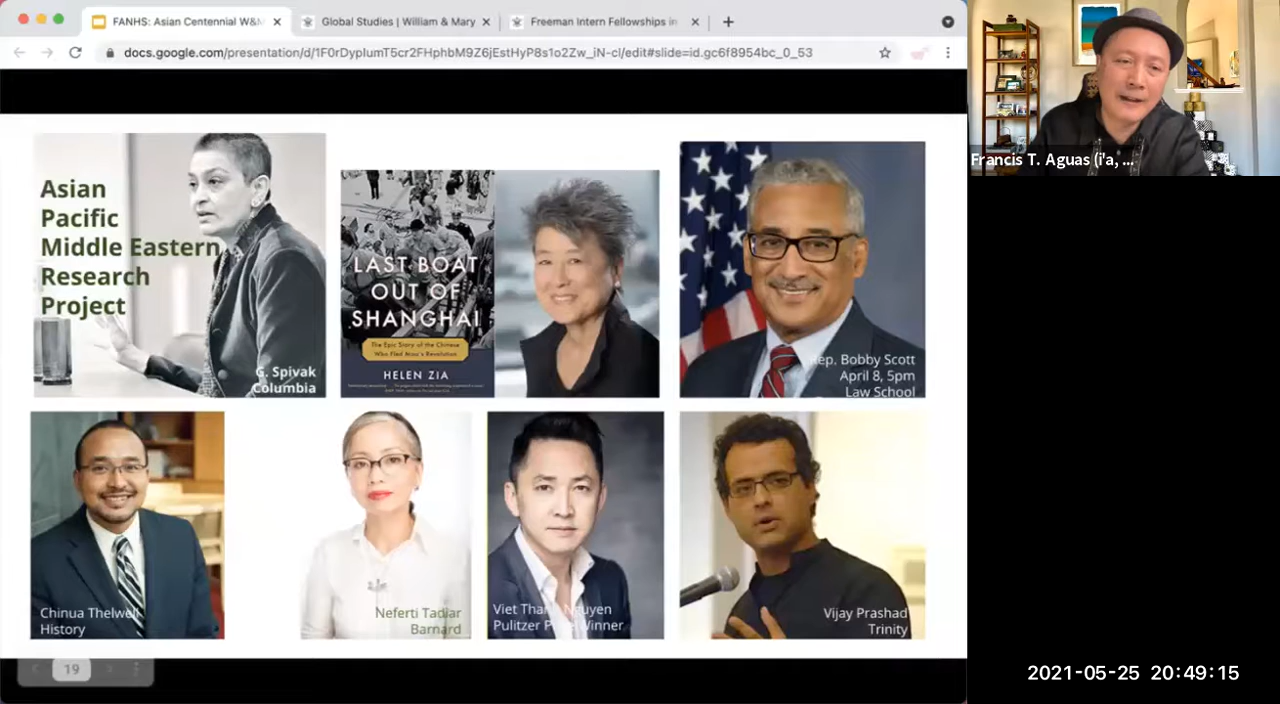 FANHS: Asian Centennial W&M
Global Studies | William & Mary
Freeman Intern Fellowships in
docs.google.com/presentation/d/1F0rDyplumT5cr2FHphbM9Z6jEstHyP8s1o2Zw_iN-cI/edit#slide=id.gc6f8954bc_0_53
Francis T. Aguas (i'a, ...
Asian
Pacific
Middle Eastern
Research
Project
G. Spivak
Columbia
LAST BOAT
OUT OF
SHANGHAI
The Epic Story of the Chinese
Who Fled Mao's Revolution
HELEN ZIA
Rep. Bobby Scott
April 8, 5pm
Law School
Chinua Thelwell
History
Neferti Tadiar
Barnard
Viet Thanh Nguyen
Pulitzer Prize Winner
Vijay Prashad
Trinity
19
2021-05-25 20:49:15